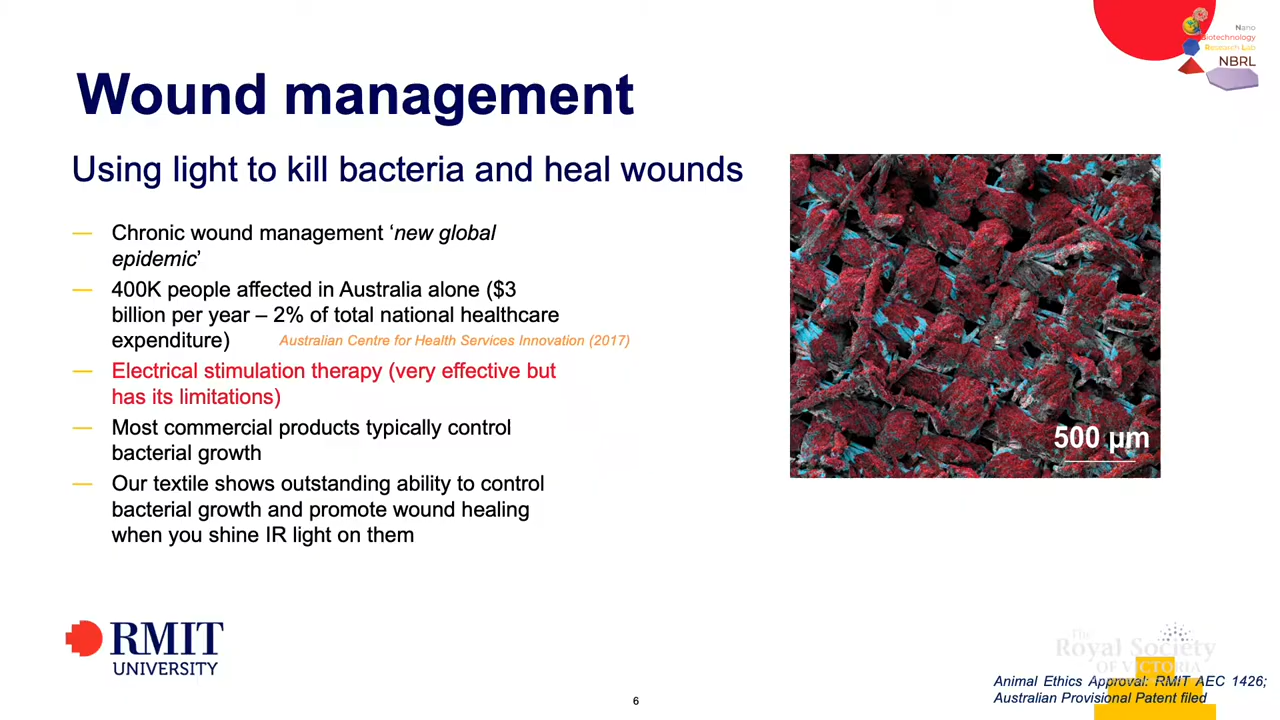 Nano
Biotechnology
Research Lab
NBRL
Wound management
Using light to kill bacteria and heal wounds
— Chronic wound management ‘new global
epidemic’
— 400K people affected in Australia alone ($3
billion per year – 2% of total national healthcare
expenditure) Australian Centre for Health Services Innovation (2017)
— Electrical stimulation therapy (very effective but
has its limitations)
— Most commercial products typically control
bacterial growth
— Our textile shows outstanding ability to control
bacterial growth and promote wound healing
when you shine IR light on them
500 µm
RMIT
UNIVERSITY
The
Royal Society
OF VICTORIA
Animal Ethics Approval: RMIT AEC 1426;
Australian Provisional Patent filed
6